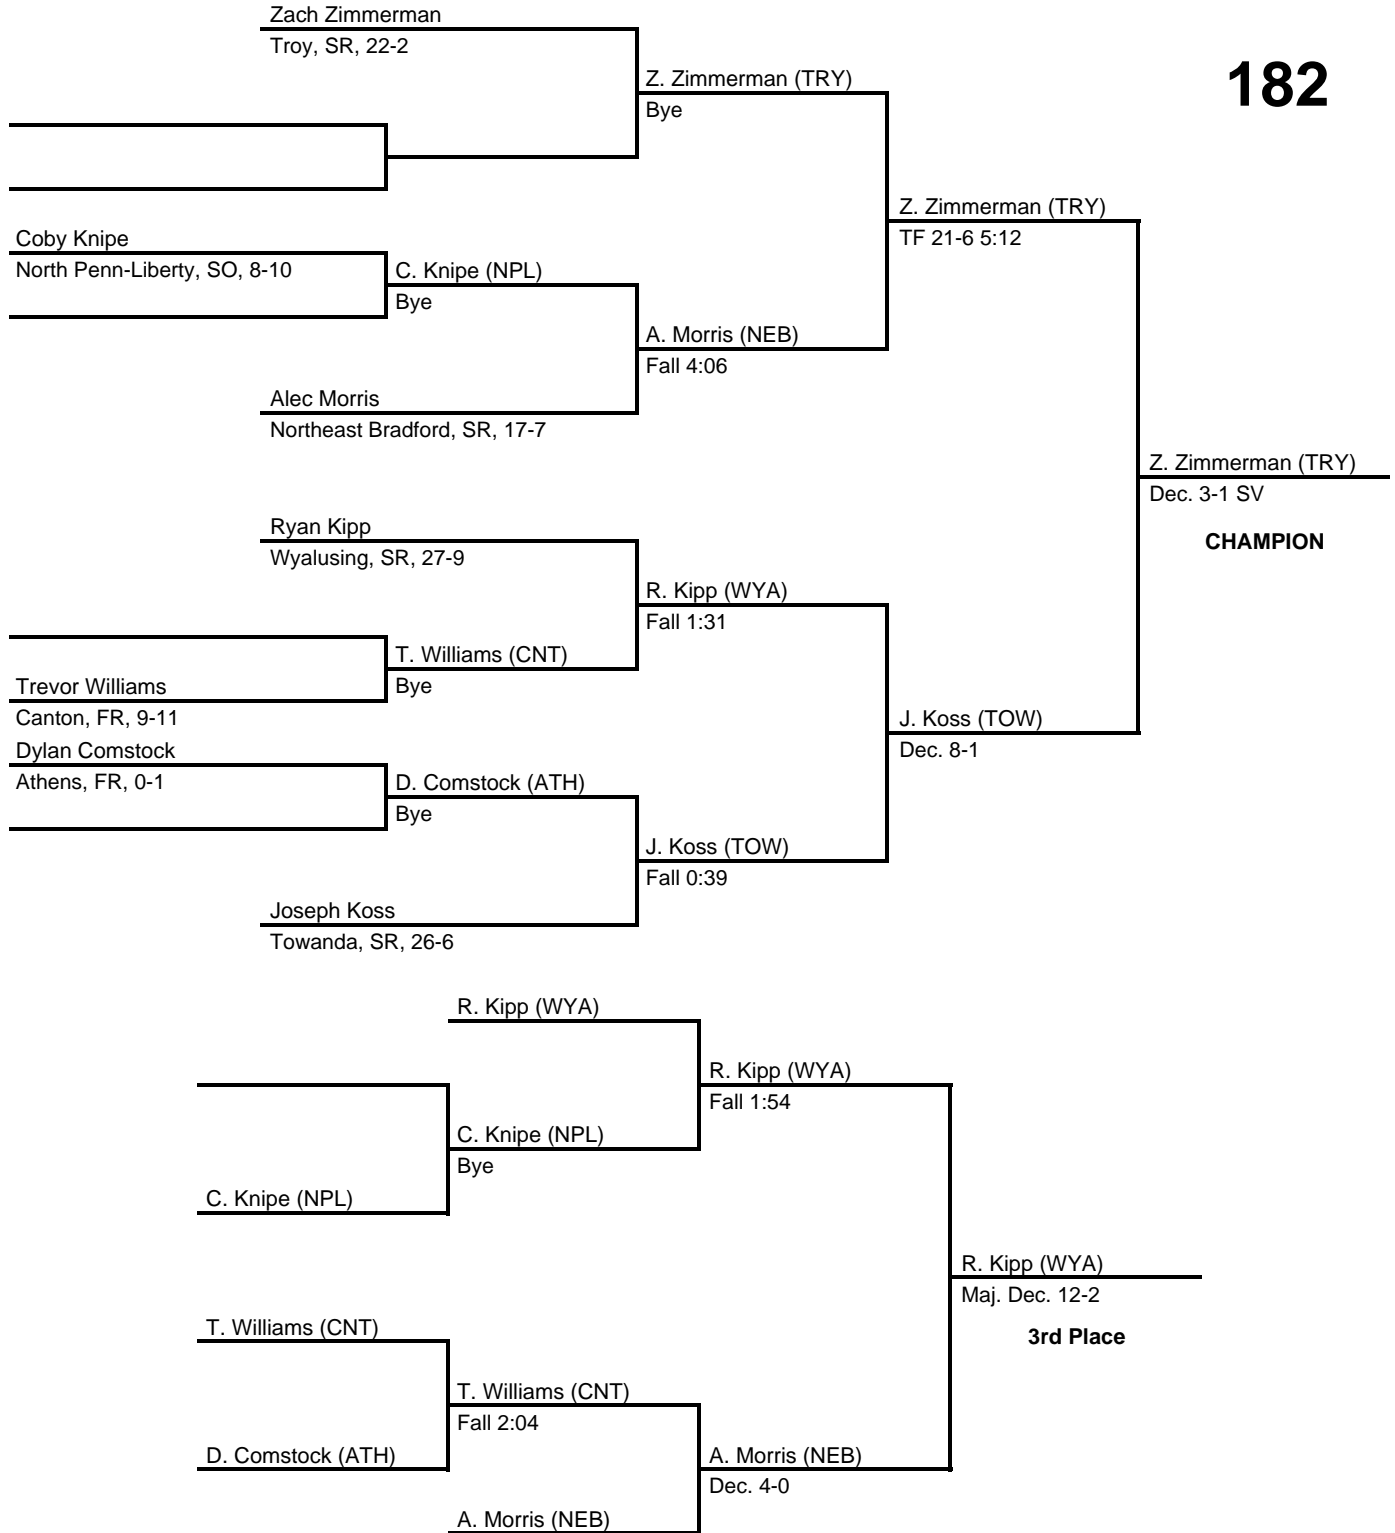 Zach Zimmerman
Troy, SR, 22-2
182
Z. Zimmerman (TRY)
Bye
Z. Zimmerman (TRY)
TF 21-6 5:12
Coby Knipe
North Penn-Liberty, SO, 8-10
C. Knipe (NPL)
Bye
A. Morris (NEB)
Fall 4:06
Alec Morris
Northeast Bradford, SR, 17-7
Z. Zimmerman (TRY)
Dec. 3-1 SV
CHAMPION
Ryan Kipp
Wyalusing, SR, 27-9
R. Kipp (WYA)
Fall 1:31
T. Williams (CNT)
Bye
Trevor Williams
Canton, FR, 9-11
J. Koss (TOW)
Dec. 8-1
Dylan Comstock
Athens, FR, 0-1
D. Comstock (ATH)
Bye
J. Koss (TOW)
Fall 0:39
Joseph Koss
Towanda, SR, 26-6
R. Kipp (WYA)
R. Kipp (WYA)
Fall 1:54
C. Knipe (NPL)
Bye
C. Knipe (NPL)
R. Kipp (WYA)
Maj. Dec. 12-2
3rd Place
T. Williams (CNT)
T. Williams (CNT)
Fall 2:04
D. Comstock (ATH)
A. Morris (NEB)
Dec. 4-0
A. Morris (NEB)